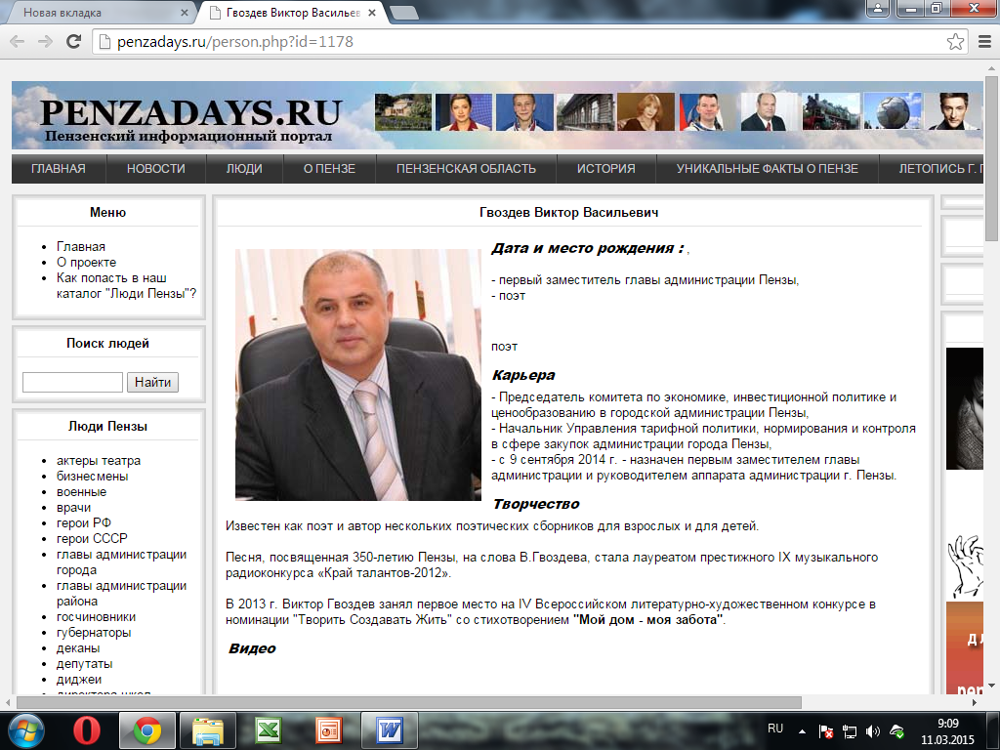 Новая вкладка
Гвоздев Виктор Васильев
penzadays.ru/person.php?id=1178
PENZADAYS.RU
Пензенский информационный портал
ГЛАВНАЯ
НОВОСТИ
ЛЮДИ
О ПЕНЗЕ
ПЕНЗЕНСКАЯ ОБЛАСТЬ
ИСТОРИЯ
УНИКАЛЬНЫЕ ФАКТЫ О ПЕНЗЕ
ЛЕТОПИСЬ Г.
Меню
Главная
О проекте
Как попасть в наш
каталог "Люди Пензы"?
Поиск людей
Найти
Люди Пензы
актеры театра
бизнесмены
военные
врачи
герои РФ
герои СССР
главы администрации
города
главы администрации
района
госчиновники
губернаторы
деканы
депутаты
диджеи
директора школ
Гвоздев Виктор Васильевич
Дата и место рождения : ,
- первый заместитель главы администрации Пензы,
- поэт
поэт
Карьера
- Председатель комитета по экономике, инвестиционной политике и
ценообразованию в городской администрации Пензы,
- Начальник Управления тарифной политики, нормирования и контроля
в сфере закупок администрации города Пензы,
- с 9 сентября 2014 г. - назначен первым заместителем главы
администрации и руководителем аппарата администрации г. Пензы.
Творчество
Известен как поэт и автор нескольких поэтических сборников для взрослых и для детей.
Песня, посвященная 350-летию Пензы, на слова В.Гвоздева, стала лауреатом престижного IX музыкального
радиоконкурса «Край талантов-2012».
В 2013 г. Виктор Гвоздев занял первое место на IV Всероссийском литературно-художественном конкурсе в
номинации "Творить Создавать Жить" со стихотворением "Мой дом - моя забота".
Видео
RU
9:09
11.03.2015